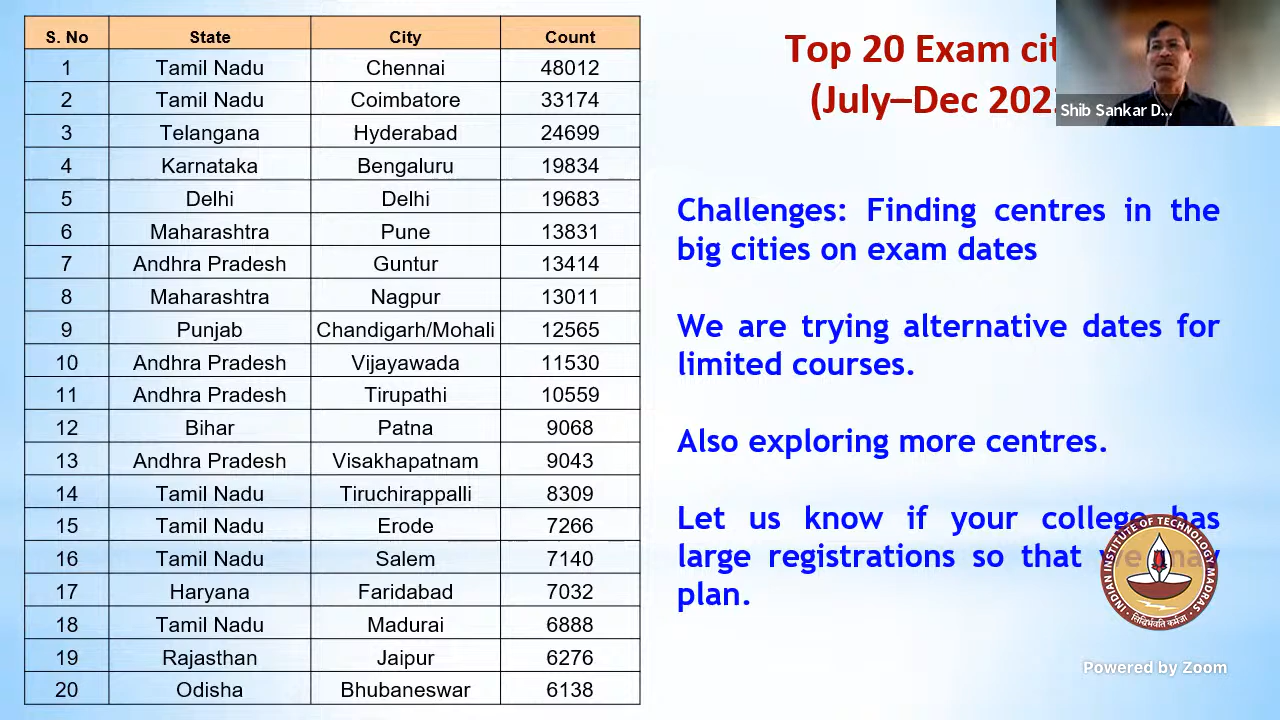 S. No State City Count
1 Tamil Nadu Chennai 48012
2 Tamil Nadu Coimbatore 33174
3 Telangana Hyderabad 24699
4 Karnataka Bengaluru 19834
5 Delhi Delhi 19683
6 Maharashtra Pune 13831
7 Andhra Pradesh Guntur 13414
8 Maharashtra Nagpur 13011
9 Punjab Chandigarh/Mohali 12565
10 Andhra Pradesh Vijayawada 11530
11 Andhra Pradesh Tirupathi 10559
12 Bihar Patna 9068
13 Andhra Pradesh Visakhapatnam 9043
14 Tamil Nadu Tiruchirappalli 8309
15 Tamil Nadu Erode 7266
16 Tamil Nadu Salem 7140
17 Haryana Faridabad 7032
18 Tamil Nadu Madurai 6888
19 Rajasthan Jaipur 6276
20 Odisha Bhubaneswar 6138
Top 20 Exam
(July–Dec
Shib Sankar D...
Challenges: Finding centres in the
big cities on exam dates
We are trying alternative dates for
limited courses.
Also exploring more centres.
Let us know if your college has
large registrations so that we may
plan.
INDIAN INSTITUTE OF TECHNOLOGY MADRAS
सिद्धिर्भवति कर्मजा
Powered by Zoom